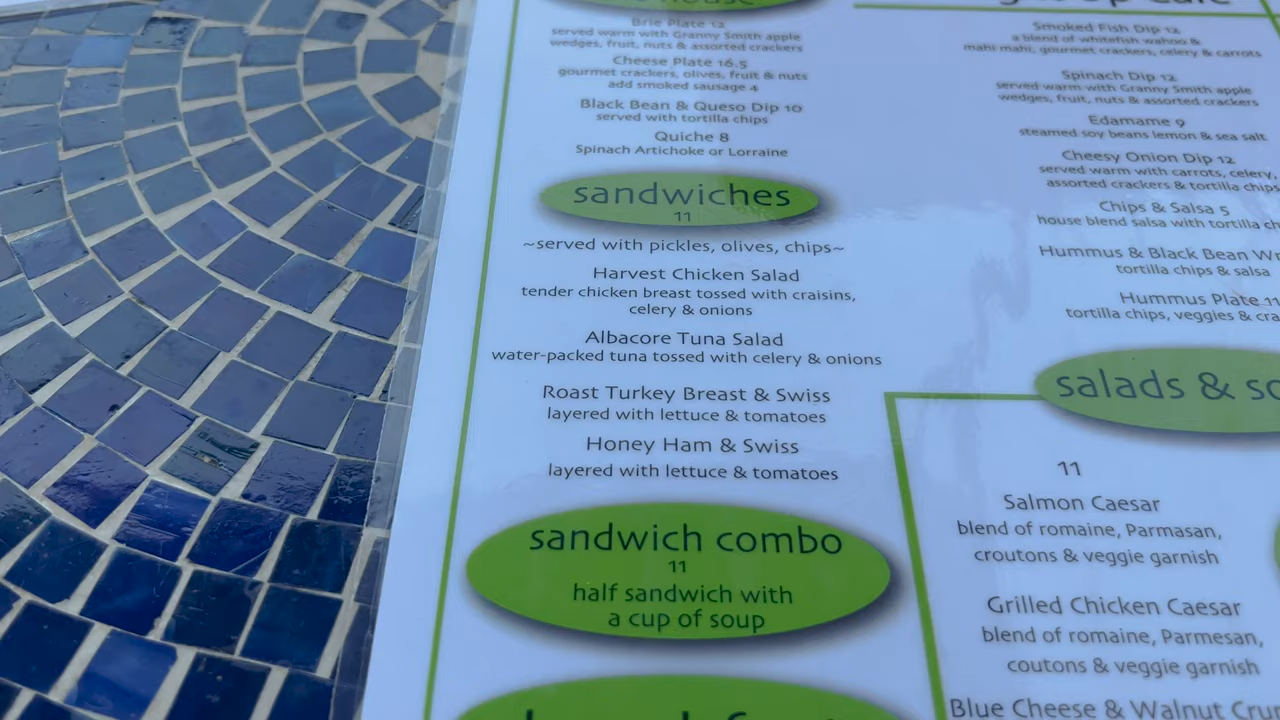 Brie Plate 12
served warm with Granny Smith apple
wedges, fruit, nuts & assorted crackers
Cheese Plate 16.5
gourmet crackers, olives, fruit & nuts
add smoked sausage 4
Black Bean & Queso Dip 10
served with tortilla chips
Quiche 8
Spinach Artichoke or Lorraine
sandwiches
11
~served with pickles, olives, chips~
Harvest Chicken Salad
tender chicken breast tossed with craisins,
celery & onions
Albacore Tuna Salad
water-packed tuna tossed with celery & onions
Roast Turkey Breast & Swiss
layered with lettuce & tomatoes
Honey Ham & Swiss
layered with lettuce & tomatoes
sandwich combo
11
half sandwich with
a cup of soup
Smoked Fish Dip 12
a blend of whitefish wahoo &
mahi mahi, gourmet crackers, celery & carrots
Spinach Dip 12
served warm with Granny Smith apple
wedges, fruit, nuts & assorted crackers
Edamame 9
steamed soy beans lemon & sea salt
Cheesy Onion Dip 12
served warm with carrots, celery,
assorted crackers & tortilla chips
Chips & Salsa 5
house blend salsa with tortilla
Hummus & Black Bean
tortilla chips & salsa
Hummus Plate 11
tortilla chips, veggies &
salads &
11
Salmon Caesar
blend of romaine, Parmasan,
croutons & veggie garnish
Grilled Chicken Caesar
blend of romaine, Parmesan,
coutons & veggie garnish
Blue Cheese & Walnut